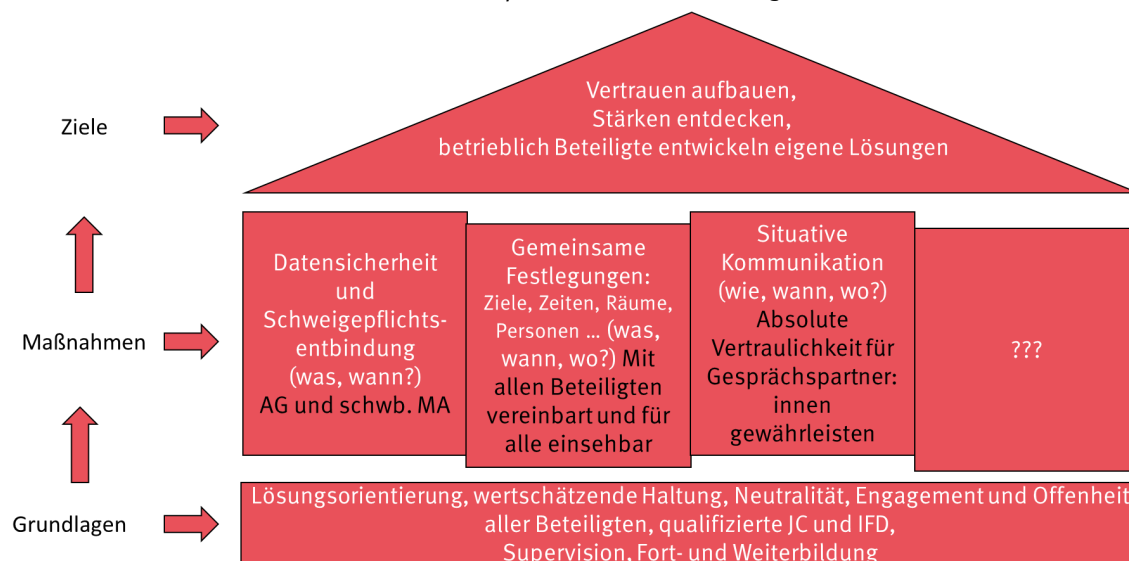 Vertrauen aufbauen,
Stärken entdecken,
betrieblich Beteiligte entwickeln eigene Lösungen
Ziele
Datensicherheit
und
Schweigepflichts-
entbindung
(was, wann?)
AG und schwb. MA
Gemeinsame
Festlegungen:
Ziele, Zeiten, Räume,
Personen ... (was,
wann, wo?) Mit
allen Beteiligten
vereinbart und für
alle einsehbar
Situative
Kommunikation
(wie, wann, wo?)
Absolute
Vertraulichkeit für
Gesprächspartner:
innen
gewährleisten
???
Maßnahmen
Lösungsorientierung, wertschätzende Haltung, Neutralität, Engagement und Offenheit
aller Beteiligten, qualifizierte JC und IFD,
Supervision, Fort- und Weiterbildung
Grundlagen